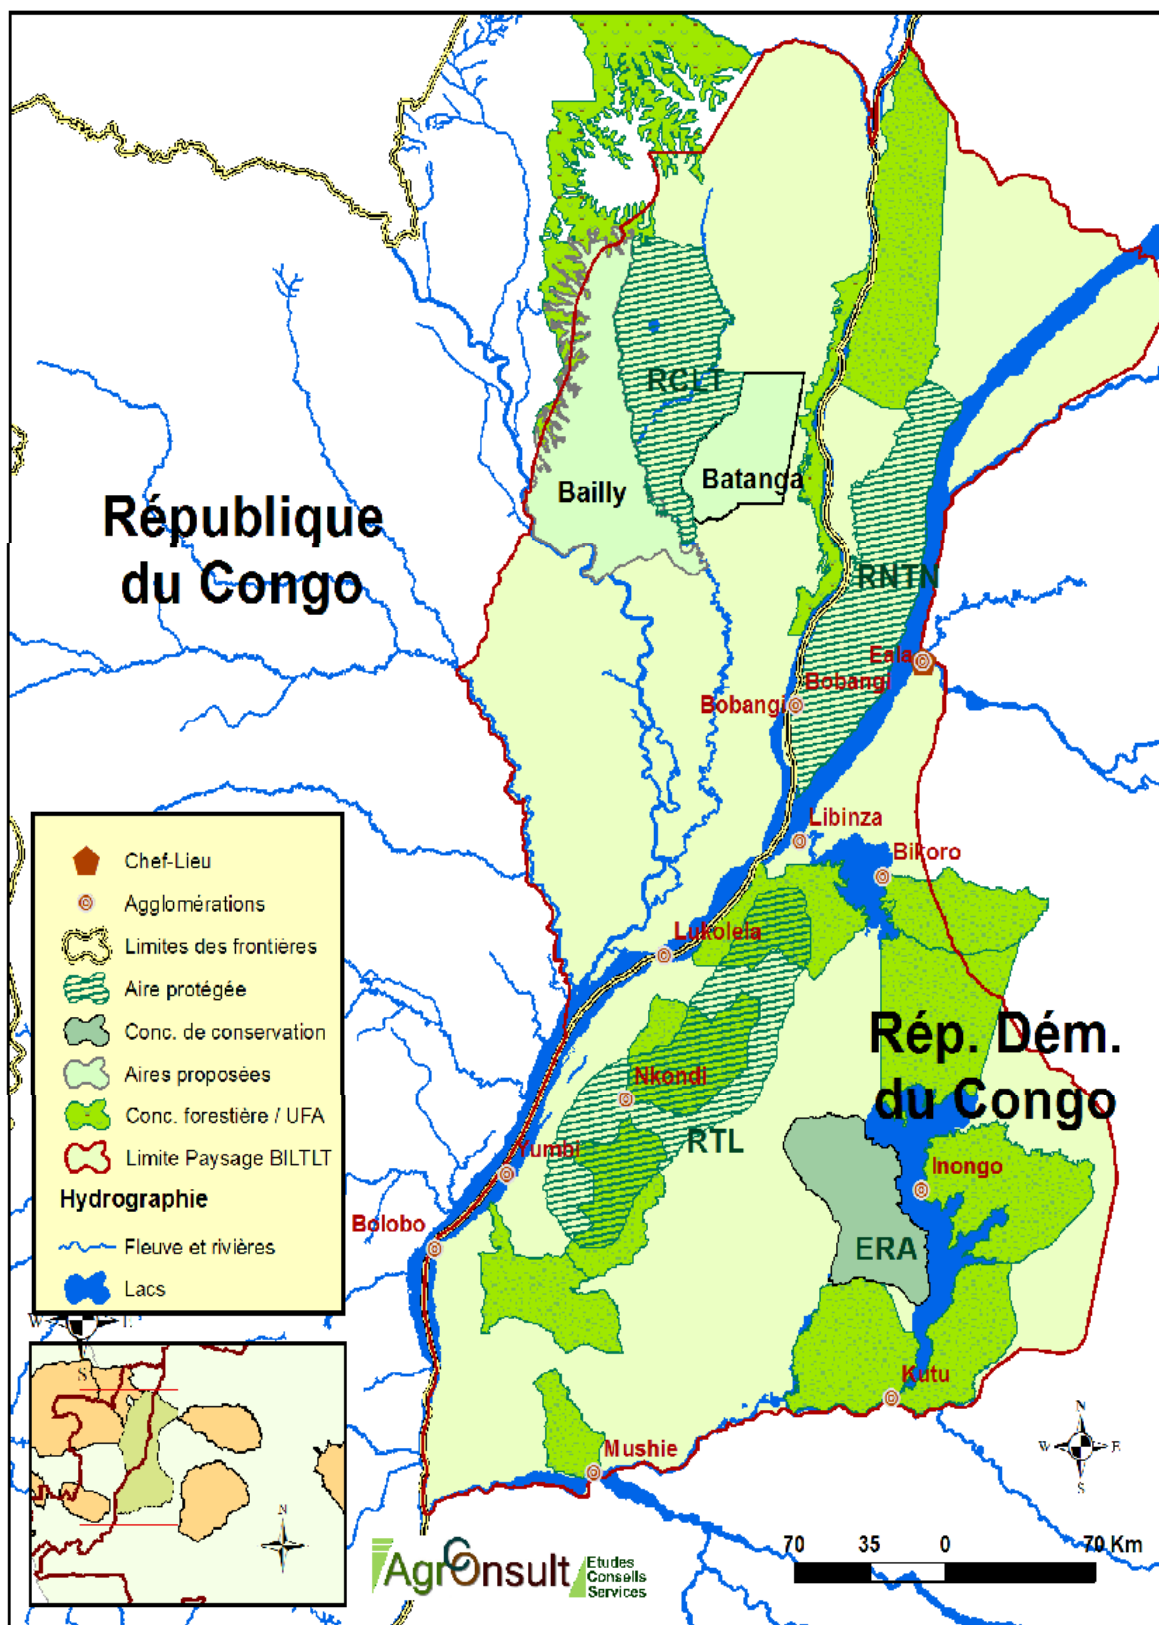 RCLT
Bailly
Batanga
République
du Congo
RNTN
Eala
Bobangi
Bobangi
Libinza
Bikoro
Lukolela
Rép. Dém.
du Congo
Nkondi
RTL
Yumbi
Inongo
Bolobo
ERA
Kutu
Mushie
Chef-Lieu
Agglomérations
Limites des frontières
Aire protégée
Conc. de conservation
Aires proposées
Conc. forestière / UFA
Limite Paysage BILTLT
Hydrographie
Fleuve et rivières
Lacs
W E
S
N
N
W E
S
AgrConsult
Etudes
Conseils
Services
70 35 0 70 Km